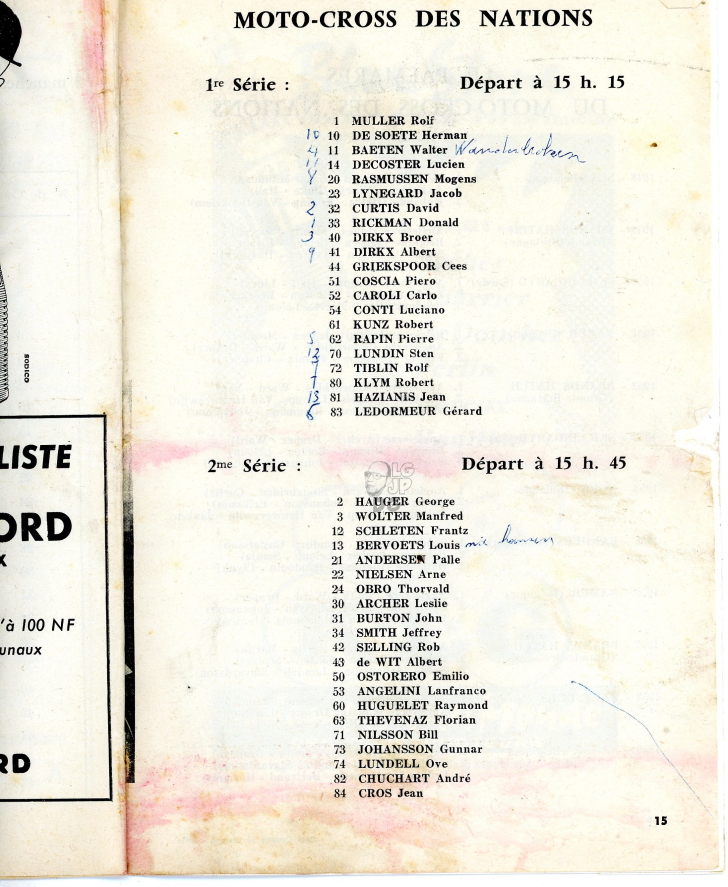 MOTO-CROSS DES NATIONS
1re Série : Départ à 15 h. 15
1 MULLER Rolf
10 10 DE SOETE Herman
4 11 BAETEN Walter
11 14 DECOSTER Lucien
20 RASMUSSEN Mogens
23 LYNEGARD Jacob
2 32 CURTIS David
1 33 RICKMAN Donald
3 40 DIRKX Broer
9 41 DIRKX Albert
44 GRIEKSPOOR Cees
51 COSCIA Piero
52 CAROLI Carlo
54 CONTI Luciano
61 KUNZ Robert
5 62 RAPIN Pierre
12 70 LUNDIN Sten
7 72 TIBLIN Rolf
80 KLYM Robert
13 81 HAZIANIS Jean
6 83 LEDORMEUR Gérard
2me Série : Départ à 15 h. 45
2 HAUGER George
3 WOLTER Manfred
12 SCHLETEN Frantz
13 BERVOETS Louis
21 ANDERSEN Palle
22 NIELSEN Arne
24 OBRO Thorvald
30 ARCHER Leslie
31 BURTON John
34 SMITH Jeffrey
42 SELLING Rob
43 de WIT Albert
50 OSTORERO Emilio
53 ANGELINI Lanfranco
60 HUGUELET Raymond
63 THEVENAZ Florian
71 NILSSON Bill
73 JOHANSSON Gunnar
74 LUNDELL Ove
82 CHUCHART André
84 CROS Jean
15
SODICO
LISTE
ORD
X
'à 100 NF
unaux
RD
LG
JP